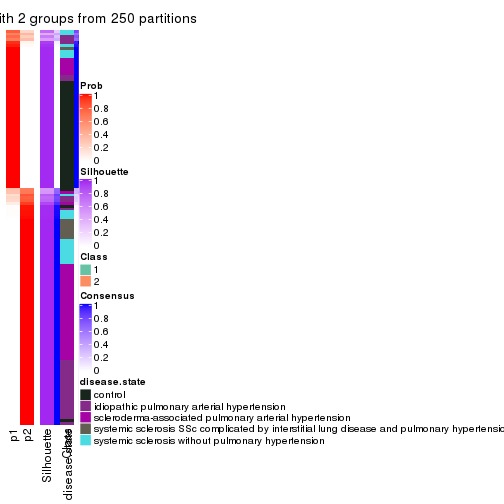 ith 2 groups from 250 partitions
Prob
1
0.8
0.6
0.4
0.2
0
Silhouette
1
0.8
0.6
0.4
0.2
0
Class
1
2
Consensus
1
0.8
0.6
0.4
0.2
0
disease.state
control
idiopathic pulmonary arterial hypertension
scleroderma-associated pulmonary arterial hypertension
systemic sclerosis SSc complicated by interstitial lung disease and pulmonary hypertensio
systemic sclerosis without pulmonary hypertension
p1
p2
Silhouette
Class
disease.state